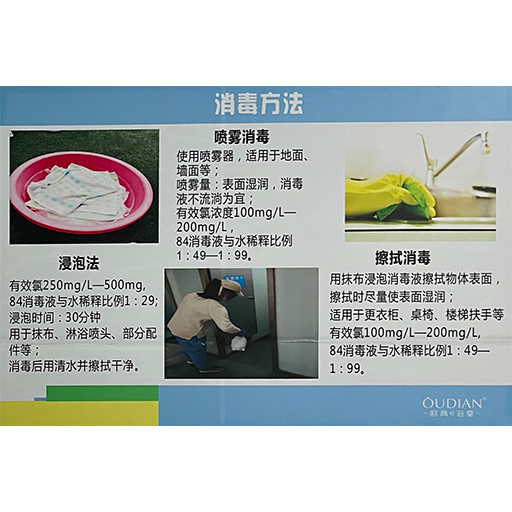 消毒方法
浸泡法
有效氯250mg/L—500mg,
84消毒液与水稀释比例1：29;
浸泡时间：30分钟
用于抹布、淋浴喷头、部分配
件等；
消毒后用清水并擦拭干净。
喷雾消毒
使用喷雾器，适用于地面、
墙面等；
喷雾量：表面湿润，消毒
液不流淌为宜；
有效氯浓度100mg/L—
200mg/L ,
84消毒液与水稀释比例
1：49—1：99。
擦拭消毒
用抹布浸泡消毒液擦拭物体表面，
擦拭时尽量使表面湿润；
适用于更衣柜、桌椅、楼梯扶手等
有效氯100mg/L—200mg/L,
84消毒液与水稀释比例1：49—
1：99。
OUDIAN®
-欧典e浴室-